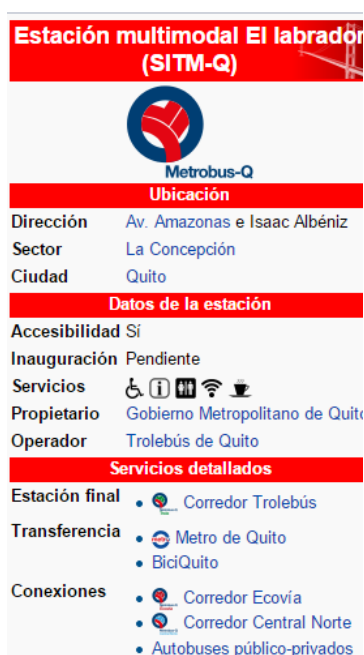 Estación multimodal El labrador
(SITM-Q)
Metrobus-Q
Ubicación
Dirección Av. Amazonas e Isaac Albéniz
Sector La Concepción
Ciudad Quito
Datos de la estación
Accesibilidad Sí
Inauguración Pendiente
Servicios
Propietario Gobierno Metropolitano de Quito
Operador Trolebús de Quito
Servicios detallados
Estación final • Corredor Trolebús
Transferencia • Metro de Quito
• BiciQuito
Conexiones • Corredor Ecovía
• Corredor Central Norte
• Autobuses público-privados